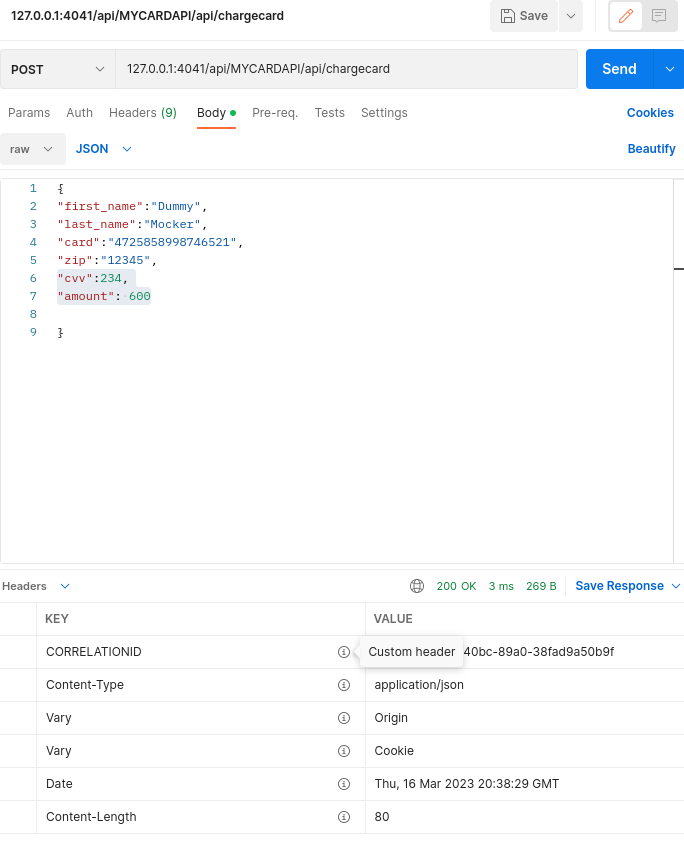 127.0.0.1:4041/api/MYCARDAPI/api/chargecard
Save
POST
127.0.0.1:4041/api/MYCARDAPI/api/chargecard
Send
Params Auth Headers (9) Body Pre-req. Tests Settings Cookies
raw JSON Beautify
1 {
2 "first_name":"Dummy",
3 "last_name":"Mocker",
4 "card":"4725858998746521",
5 "zip":"12345",
6 "cvv":234,
7 "amount": 600
8
9 }
Headers 200 OK 3 ms 269 B Save Response
KEY VALUE
CORRELATIONID Custom header 40bc-89a0-38fad9a50b9f
Content-Type application/json
Vary Origin
Vary Cookie
Date Thu, 16 Mar 2023 20:38:29 GMT
Content-Length 80